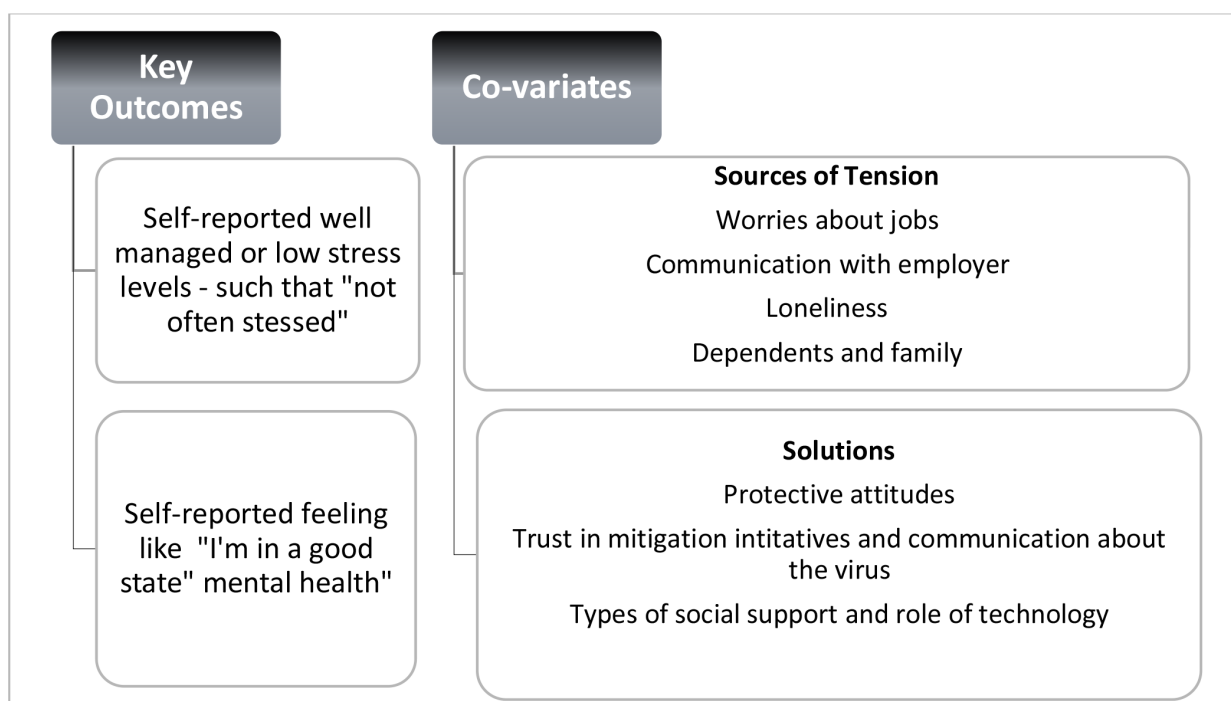 Key
Outcomes
Self-reported well
managed or low stress
levels - such that "not
often stressed"
Self-reported feeling
like "I'm in a good
state" mental health"
Co-variates
Sources of Tension
Worries about jobs
Communication with employer
Loneliness
Dependents and family
Solutions
Protective attitudes
Trust in mitigation intitatives and communication about
the virus
Types of social support and role of technology